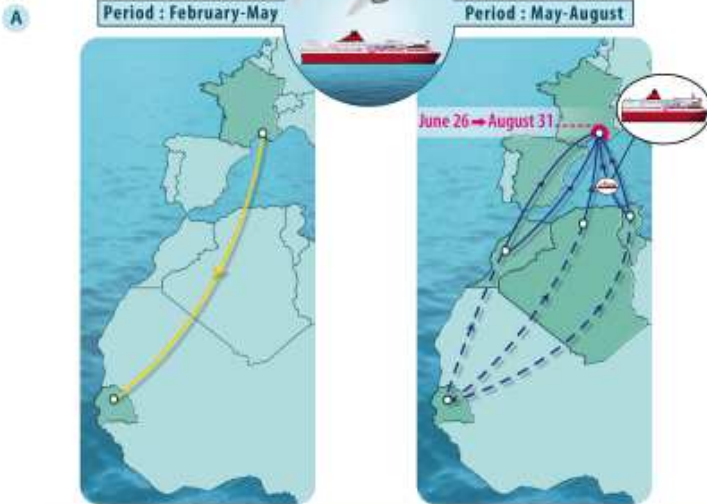 A
Period : February-May
Period : May-August
June 26 ➞ August 31